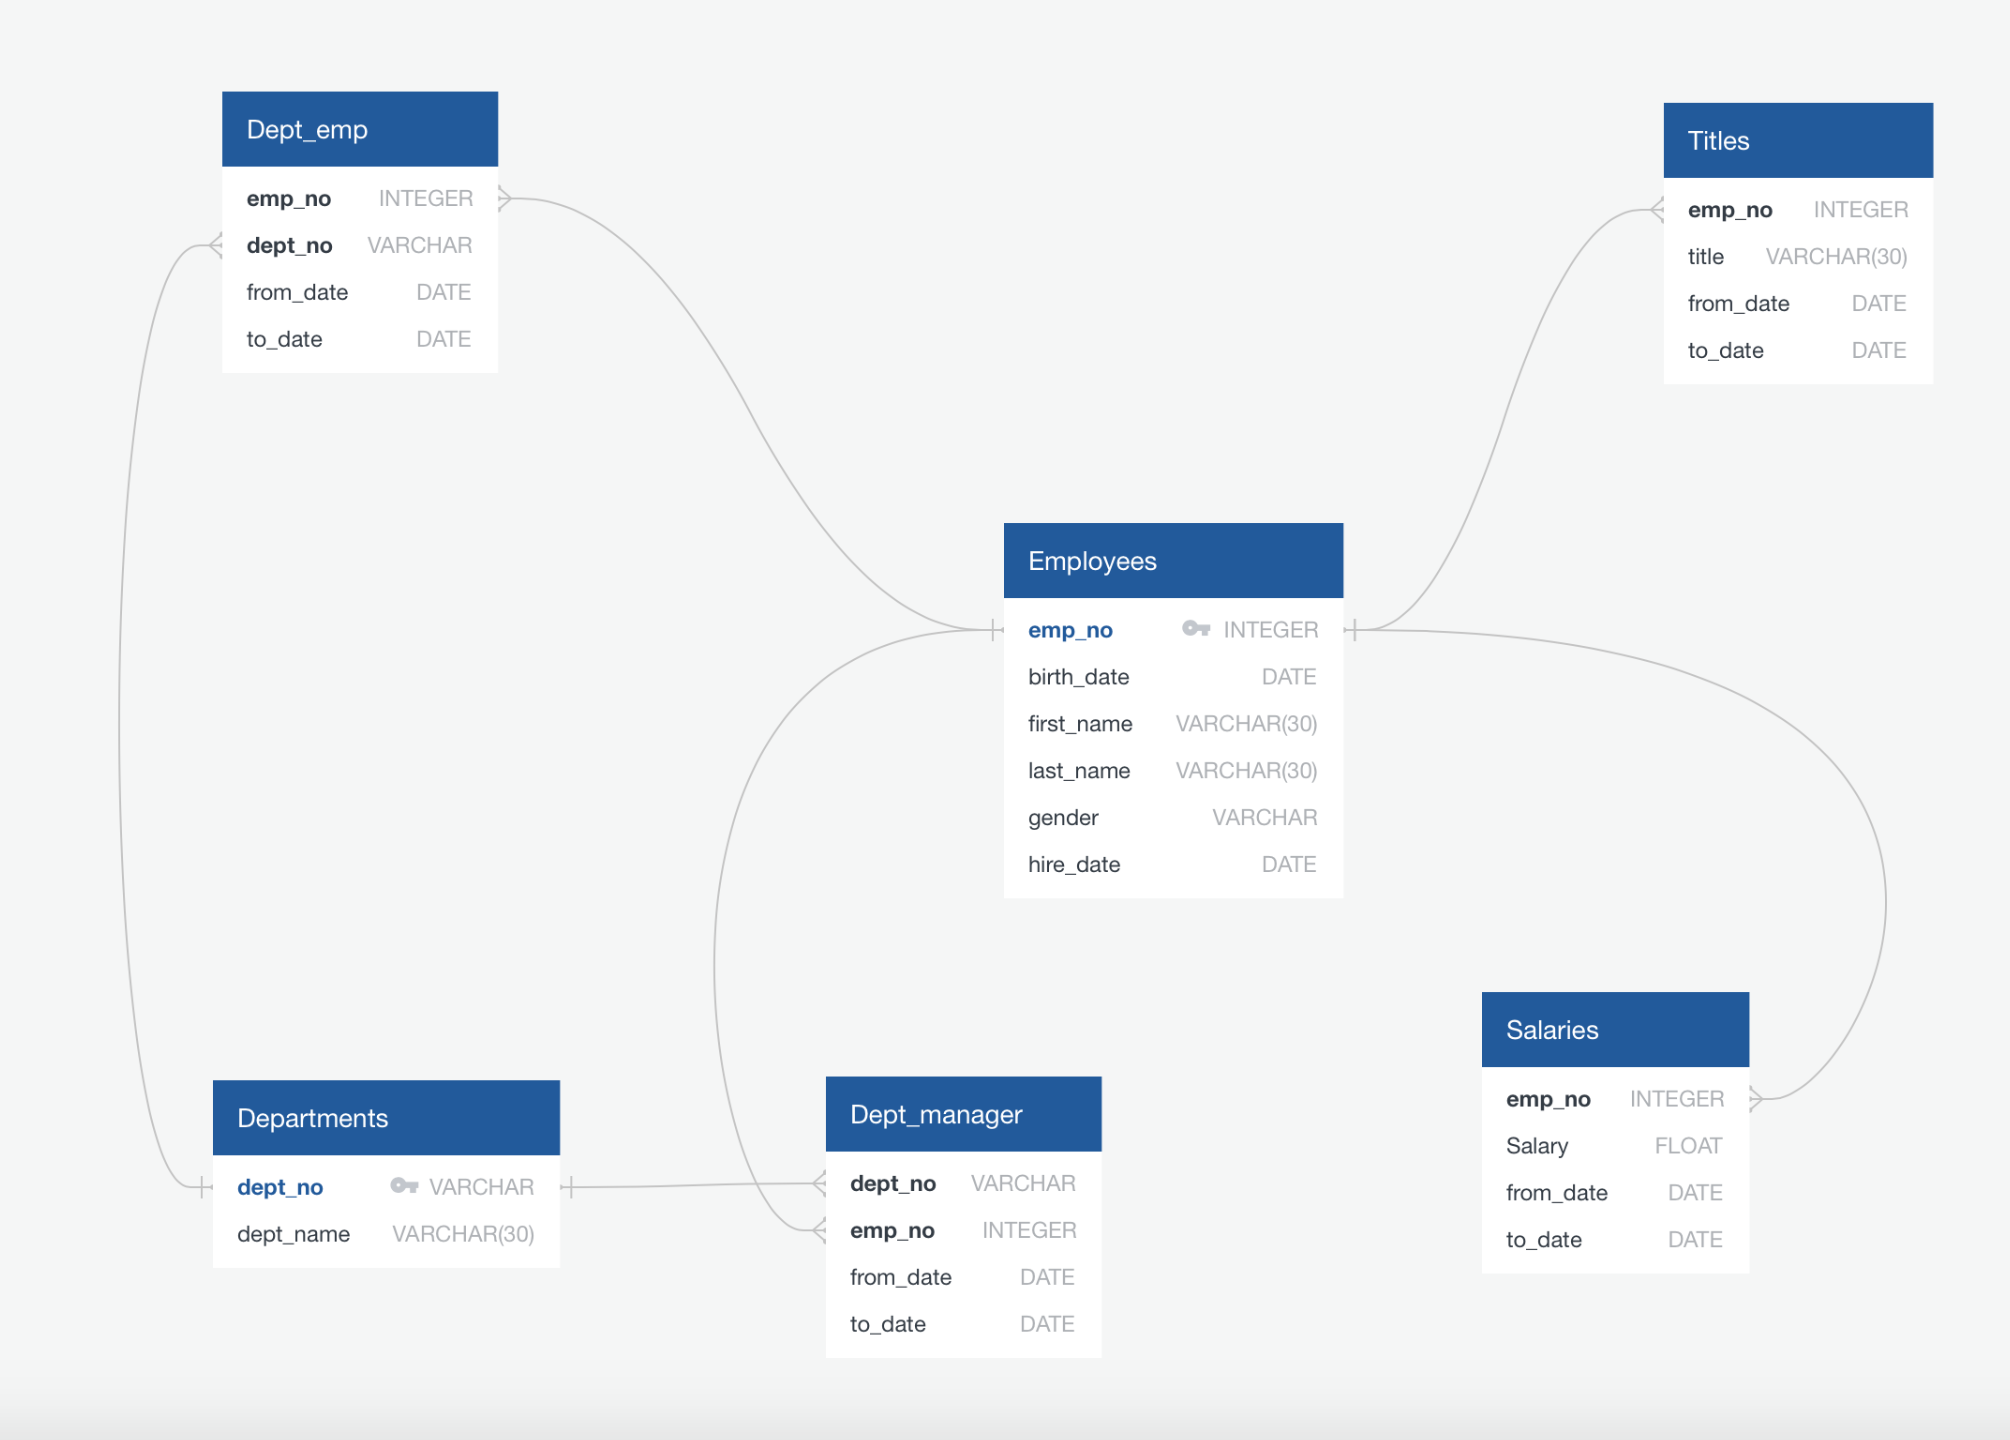 Dept_emp
emp_no INTEGER
dept_no VARCHAR
from_date DATE
to_date DATE
Titles
emp_no INTEGER
title VARCHAR(30)
from_date DATE
to_date DATE
Employees
emp_no INTEGER
birth_date DATE
first_name VARCHAR(30)
last_name VARCHAR(30)
gender VARCHAR
hire_date DATE
Departments
dept_no VARCHAR
dept_name VARCHAR(30)
Dept_manager
dept_no VARCHAR
emp_no INTEGER
from_date DATE
to_date DATE
Salaries
emp_no INTEGER
Salary FLOAT
from_date DATE
to_date DATE